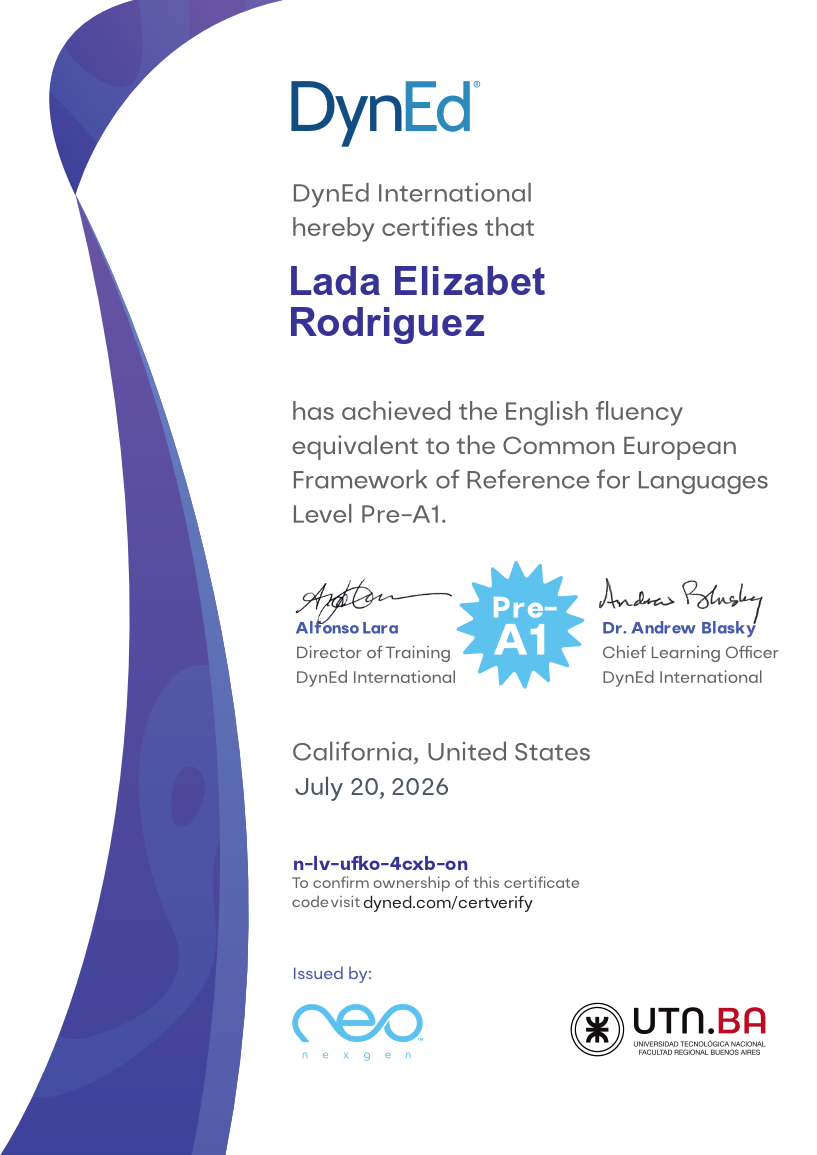 DynEd®
DynEd International
hereby certifies that
Lada Elizabet
Rodriguez
has achieved the English fluency
equivalent to the Common European
Framework of Reference for Languages
Level Pre-A1.
Andrew Blasky
Pre-
A1
Alfonso Lara
Director of Training
DynEd International
Dr. Andrew Blasky
Chief Learning Officer
DynEd International
California, United States
July 20, 2026
n-lv-ufko-4cxb-on
To confirm ownership of this certificate
code visit dyned.com/certverify
Issued by:
neo™
nexgen
UTN.BA
UNIVERSIDAD TECNOLÓGICA NACIONAL
FACULTAD REGIONAL BUENOS AIRES